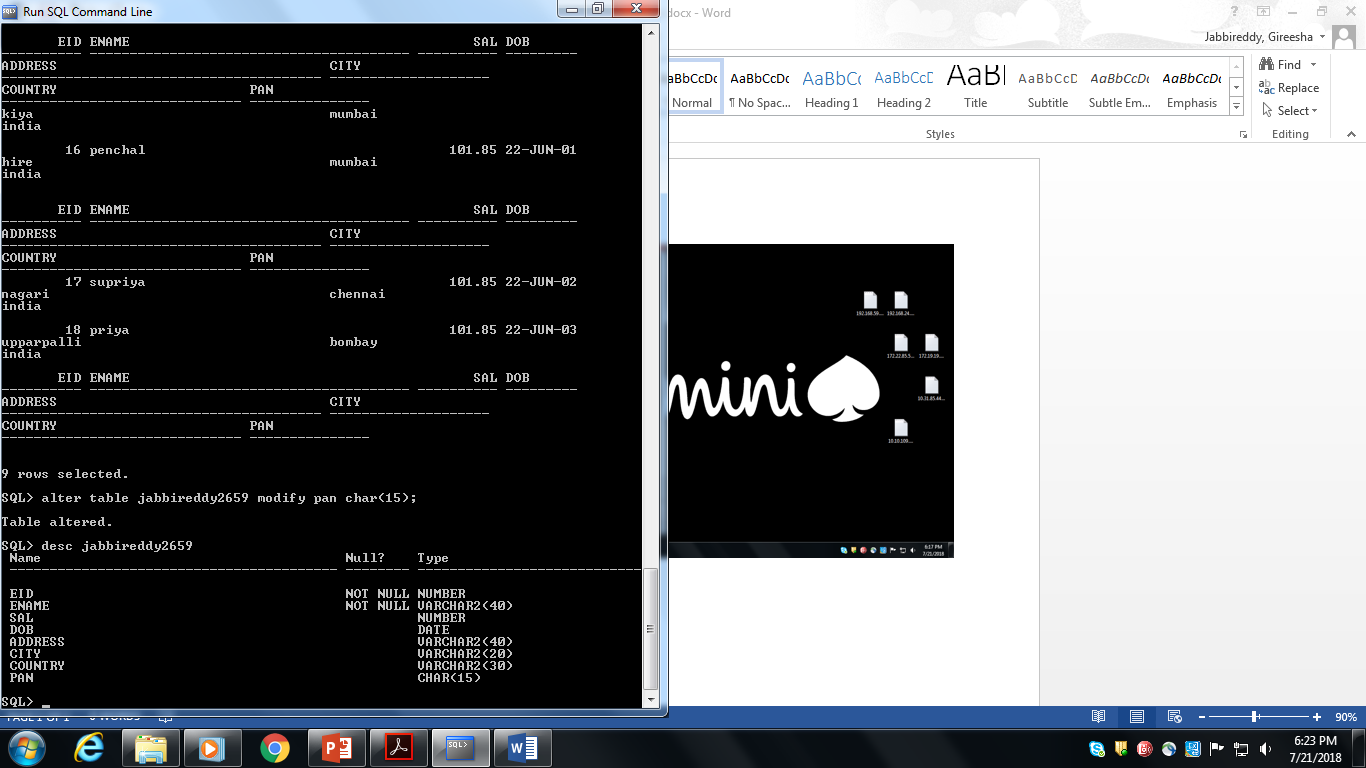 Run SQL Command Line
EID ENAME SAL DOB
ADDRESS CITY
COUNTRY PAN
kiya mumbai
india
16 penchal 101.85 22-JUN-01
hire mumbai
india
EID ENAME SAL DOB
ADDRESS CITY
COUNTRY PAN
17 supriya 101.85 22-JUN-02
nagari chennai
india
18 priya 101.85 22-JUN-03
upparpalli bombay
india
EID ENAME SAL DOB
ADDRESS CITY
COUNTRY PAN
9 rows selected.
SQL> alter table jabbireddy2659 modify pan char(15);
Table altered.
SQL> desc jabbireddy2659
Name Null? Type
EID NOT NULL NUMBER
ENAME NOT NULL VARCHAR2(40)
SAL NUMBER
DOB DATE
ADDRESS VARCHAR2(40)
CITY VARCHAR2(20)
COUNTRY VARCHAR2(30)
PAN CHAR(15)
SQL>
.docx - Word
Jabbireddy, Gireesha
AaBbCcDc AaBbCcDc AaBbCc AaBbCcD AaBl AaBbCcD AaBbCcDc AaBbCcDc
Normal ¶ No Spac... Heading 1 Heading 2 Title Subtitle Subtle Em... Emphasis
Styles
Find
Replace
Select
Editing
mini
6:17 PM
7/21/2018
90%
6:23 PM
7/21/2018